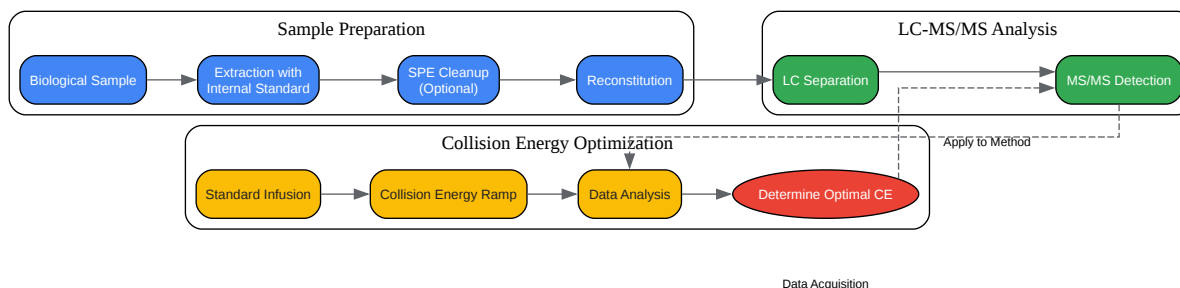 Sample Preparation
Biological Sample
Extraction with
Internal Standard
SPE Cleanup
(Optional)
Reconstitution
LC-MS/MS Analysis
LC Separation
MS/MS Detection
Collision Energy Optimization
Apply to Method
Standard Infusion
Collision Energy Ramp
Data Analysis
Determine Optimal CE
Data Acquisition